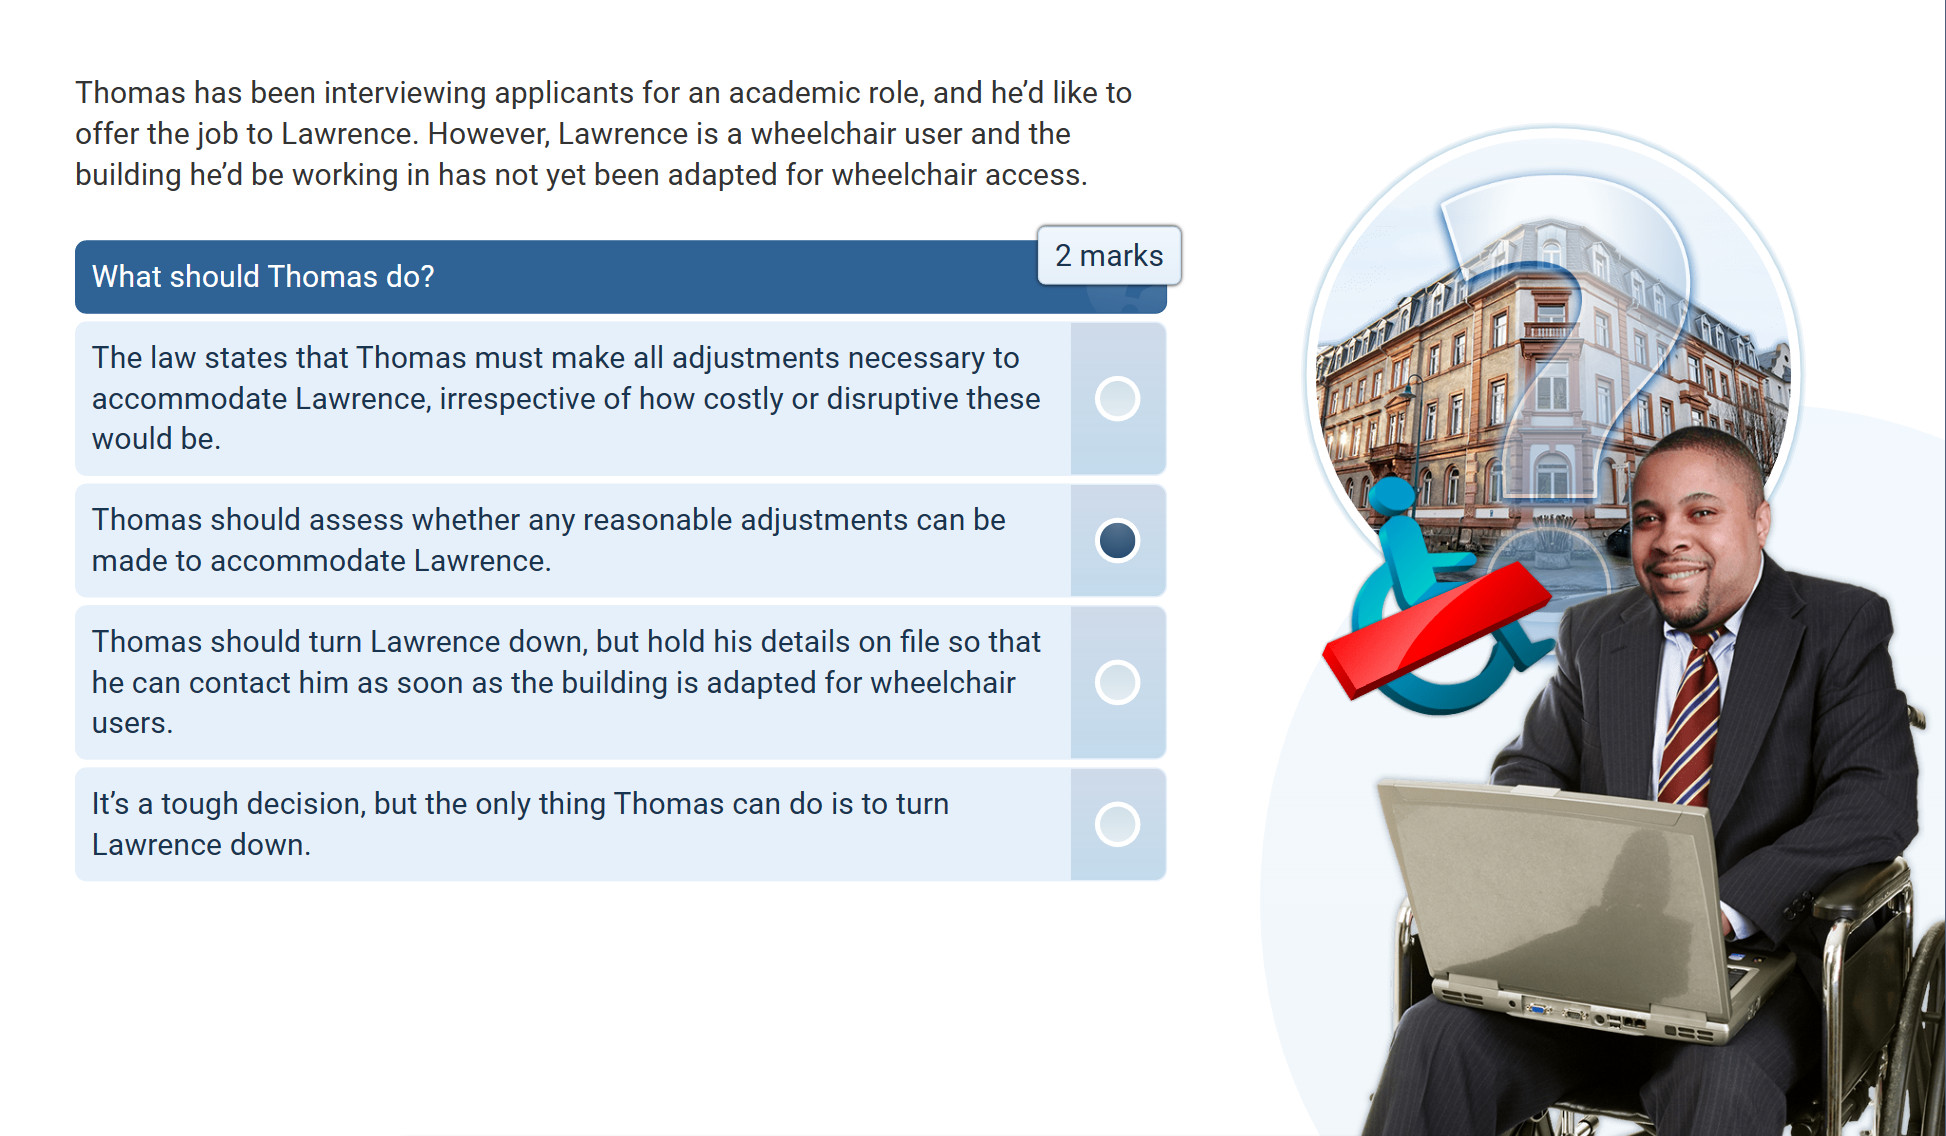 Thomas has been interviewing applicants for an academic role, and he’d like to
offer the job to Lawrence. However, Lawrence is a wheelchair user and the
building he’d be working in has not yet been adapted for wheelchair access.
2 marks
What should Thomas do?
The law states that Thomas must make all adjustments necessary to
accommodate Lawrence, irrespective of how costly or disruptive these
would be.
Thomas should assess whether any reasonable adjustments can be
made to accommodate Lawrence.
Thomas should turn Lawrence down, but hold his details on file so that
he can contact him as soon as the building is adapted for wheelchair
users.
It’s a tough decision, but the only thing Thomas can do is to turn
Lawrence down.